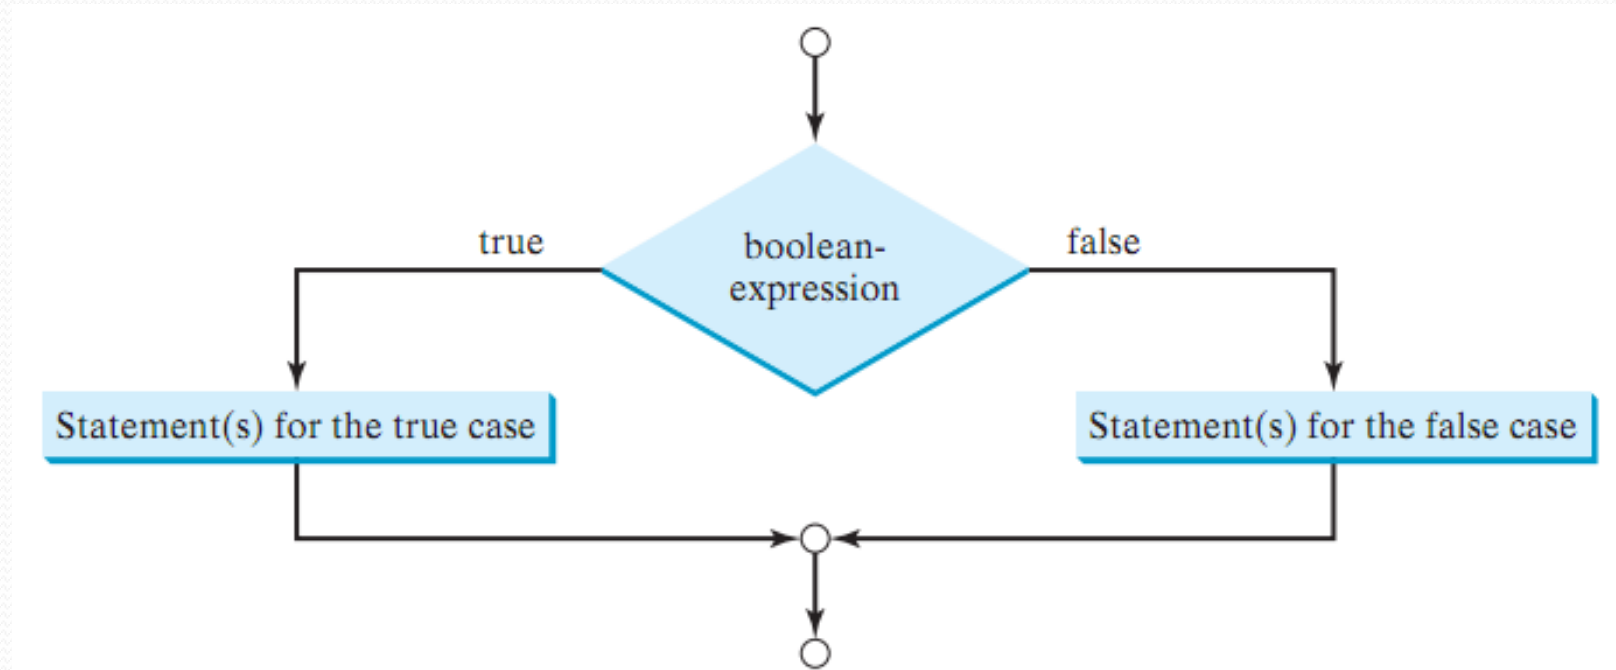 true
boolean-
expression
false
Statement(s) for the true case
Statement(s) for the false case